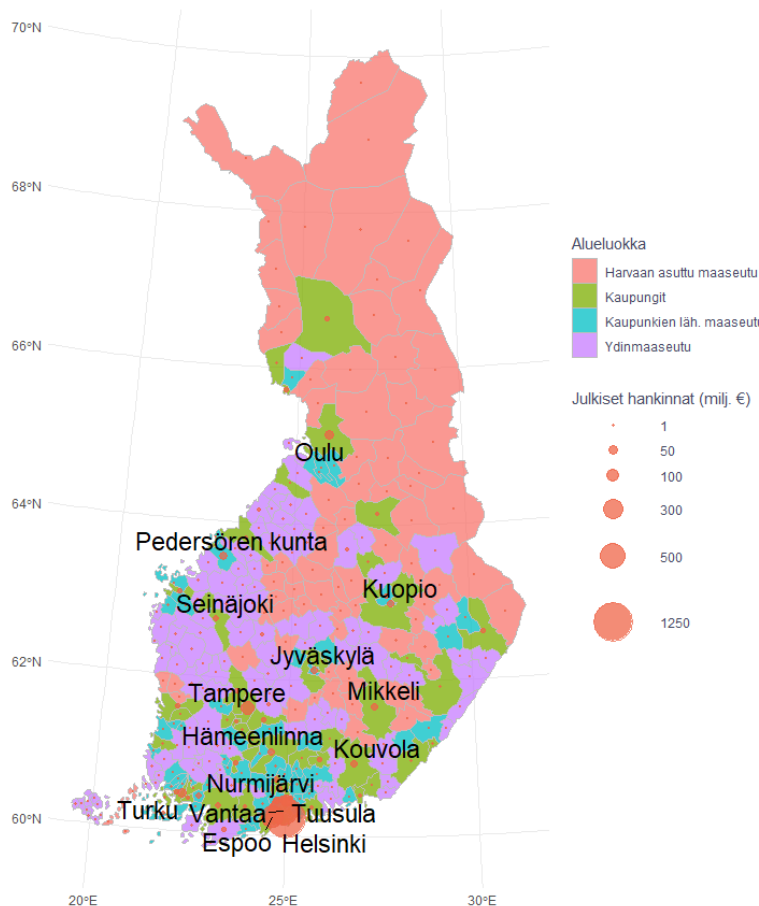 70°N
68°N
66°N
64°N
62°N
60°N
20°E
25°E
30°E
Oulu
Pedersören kunta
Seinäjoki
Kuopio
Jyväskylä
Tampere
Mikkeli
Hämeenlinna
Kouvola
Nurmijärvi
Turku
Vantaa
Tuusula
Espoo
Helsinki
Alueluokka
Harvaan asuttu maaseutu
Kaupungit
Kaupunkien läh. maaseutu
Ydinmaaseutu
Julkiset hankinnat (milj. €)
1
50
100
300
500
1250